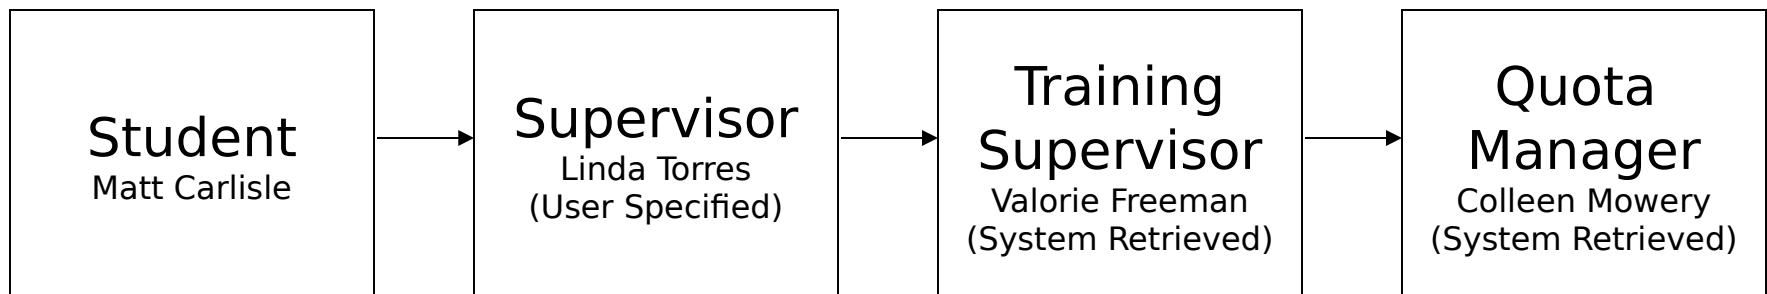 Student
Matt Carlisle
Supervisor
Linda Torres
(User Specified)
Training
Supervisor
Valorie Freeman
(System Retrieved)
Quota
Manager
Colleen Mowery
(System Retrieved)